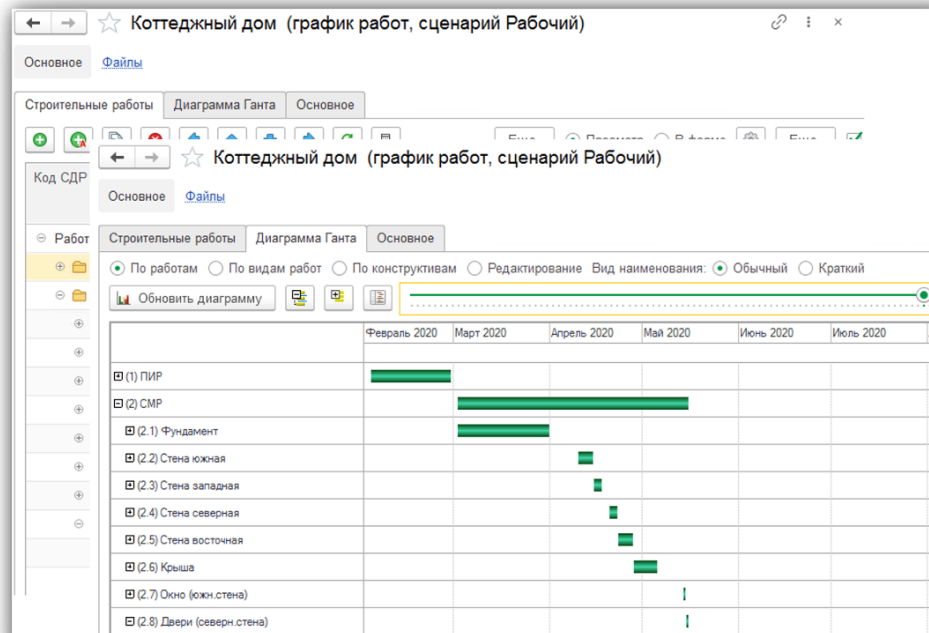 Коттеджный дом (график работ, сценарий Рабочий)
Основное Файлы
Строительные работы Диаграмма Ганта Основное
Код СДР
Работ
Коттеджный дом (график работ, сценарий Рабочий)
Основное Файлы
Строительные работы Диаграмма Ганта Основное
По работам По видам работ По конструктивам Редактирование Вид наименования: Обычный Краткий
Обновить диаграмму
Февраль 2020 Март 2020 Апрель 2020 Май 2020 Июнь 2020 Июль 2020
(1) ПИР
(2) СМР
(2.1) Фундамент
(2.2) Стена южная
(2.3) Стена западная
(2.4) Стена северная
(2.5) Стена восточная
(2.6) Крыша
(2.7) Окно (южн.стена)
(2.8) Двери (северн.стена)